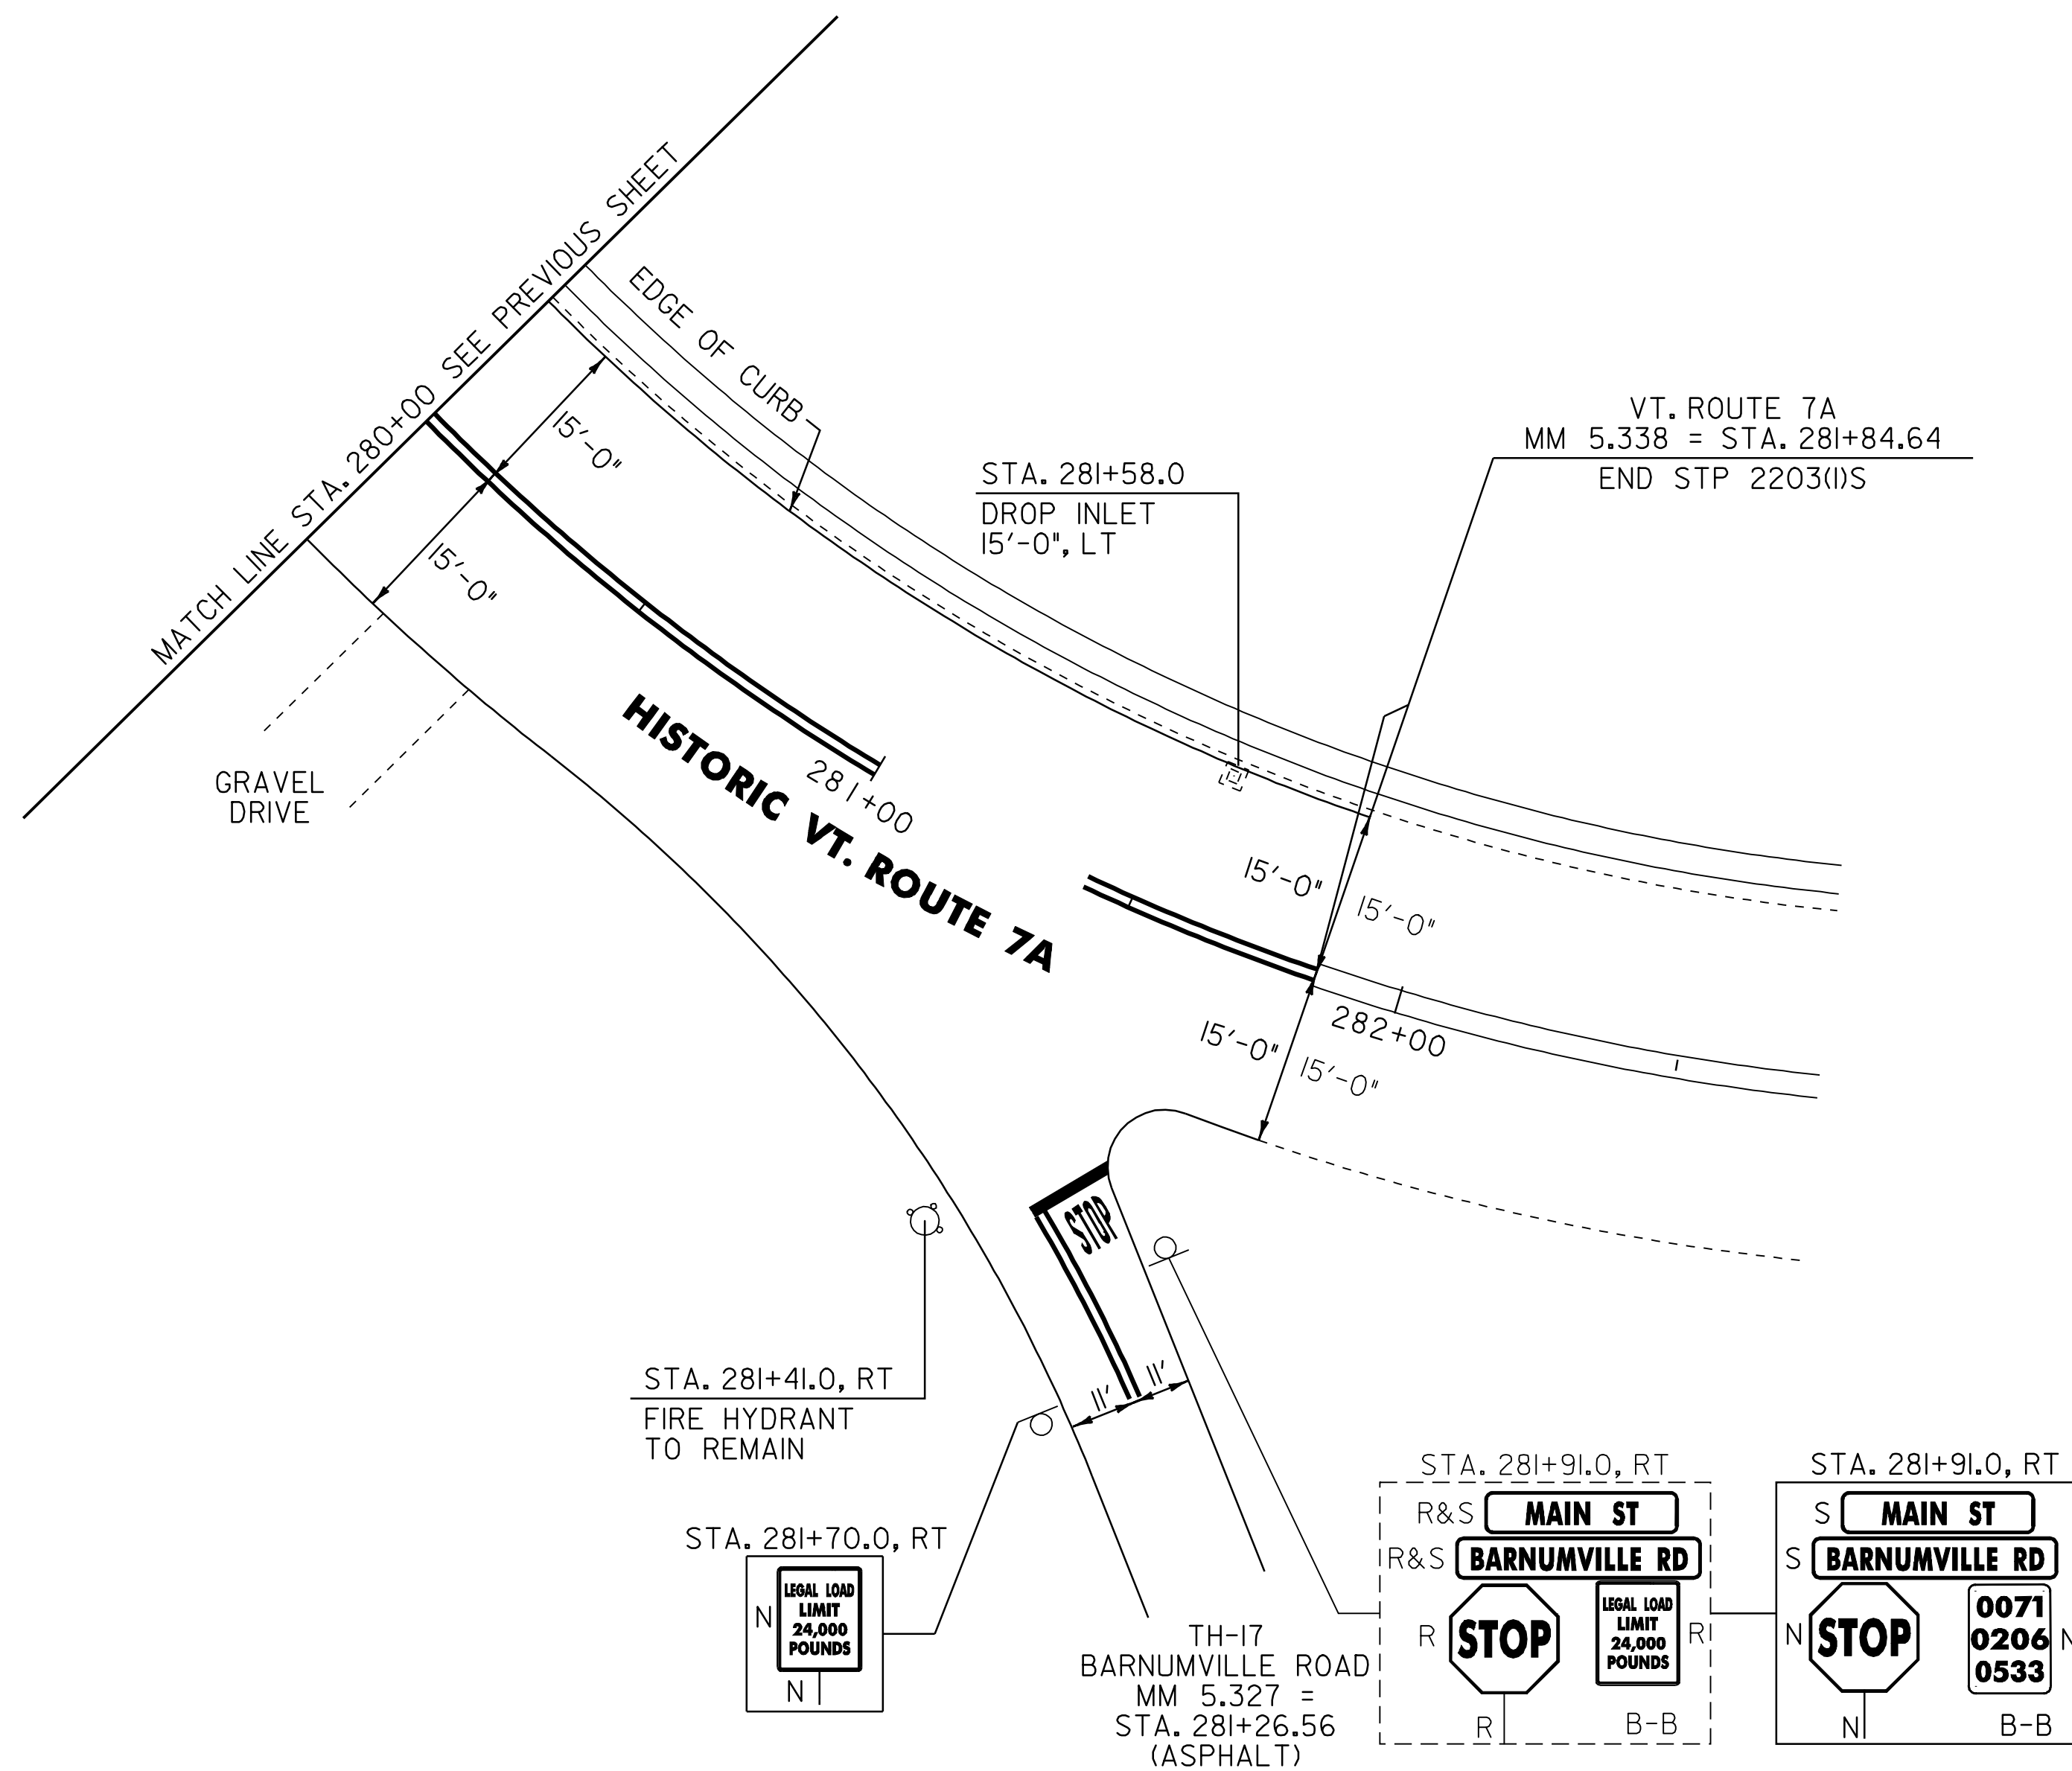 MATCH LINE STA. 280+00 SEE PREVIOUS SHEET
EDGE OF CURB
15'-0"
15'-0"
GRAVEL
DRIVE
HISTORIC VT. ROUTE 7A
281+00
STA. 281+58.0
DROP INLET
15'-0", LT
VT. ROUTE 7A
MM 5.338 = STA. 281+84.64
END STP 2203(1)S
15'-0"
15'-0"
15'-0"
15'-0"
282+00
STOP
11'
11'
STA. 281+41.0, RT
FIRE HYDRANT
TO REMAIN
STA. 281+70.0, RT
N
LEGAL LOAD
LIMIT
24,000
POUNDS
N
TH-17
BARNUMVILLE ROAD
MM 5.327 =
STA. 281+26.56
(ASPHALT)
STA. 281+91.0, RT
R&S MAIN ST
R&S BARNUMVILLE RD
R STOP
LEGAL LOAD
LIMIT
24,000
POUNDS
R
R
B-B
STA. 281+91.0, RT
S MAIN ST
S BARNUMVILLE RD
N STOP
0071
0206
0533
N
N
B-B